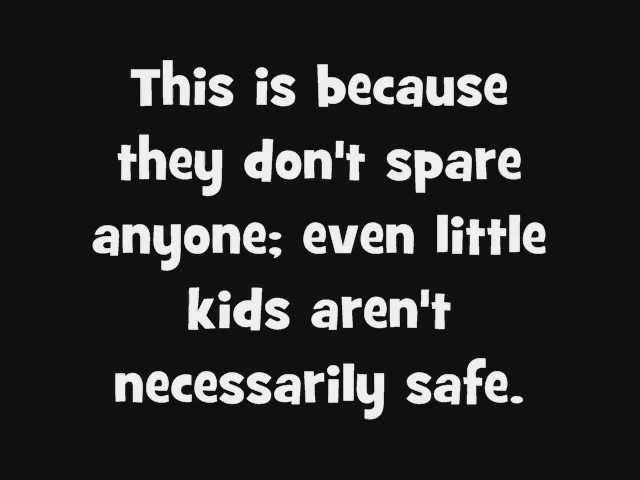 This is because
they don't spare
anyone; even little
kids aren't
necessarily safe.